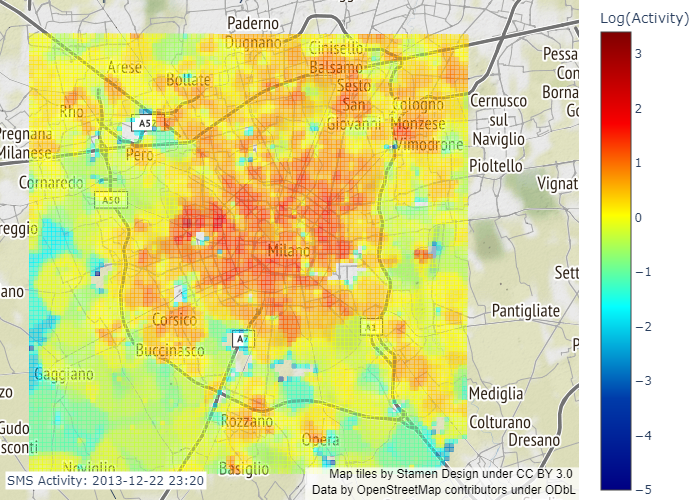 Paderno
Dugnano
Cinisello
Balsamo
Arese
Bollate
Sesto
San
Giovanni
Pessa
Con
Borna
Go
Rho
A5
Cologno
Monzese
Vimodrone
Cernusco
sul
Naviglio
Pregnana
Milanese
Pero
Pioltello
Cornaredo
A50
Vignat
reggio
Milano
Sett
ano
Pantigliate
Corsico
A7
A1
Buccinasco
P
Gaggiano
zo
Mediglia
Rozzano
Colturano
Gudo
sconti
Opera
Dresano
Noviglio
Basiglio
SMS Activity: 2013-12-22 23:20
Map tiles by Stamen Design under CC BY 3.0
Data by OpenStreetMap contributors under ODbL
Log(Activity)
3
2
1
0
−1
−2
−3
−4
−5